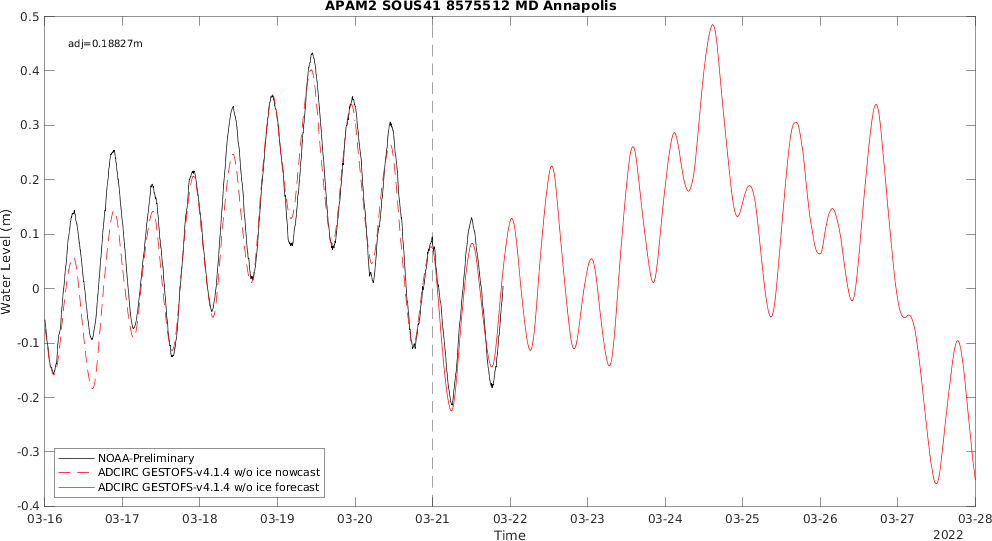 APAM2 SOUS41 8575512 MD Annapolis
adj=0.18827m
0.5
0.4
0.3
0.2
0.1
0
-0.1
-0.2
-0.3
-0.4
Water Level (m)
NOAA-Preliminary
ADCIRC GESTOFS-v4.1.4 w/o ice nowcast
ADCIRC GESTOFS-v4.1.4 w/o ice forecast
03-16 03-17 03-18 03-19 03-20 03-21 03-22 03-23 03-24 03-25 03-26 03-27 03-28
Time
2022